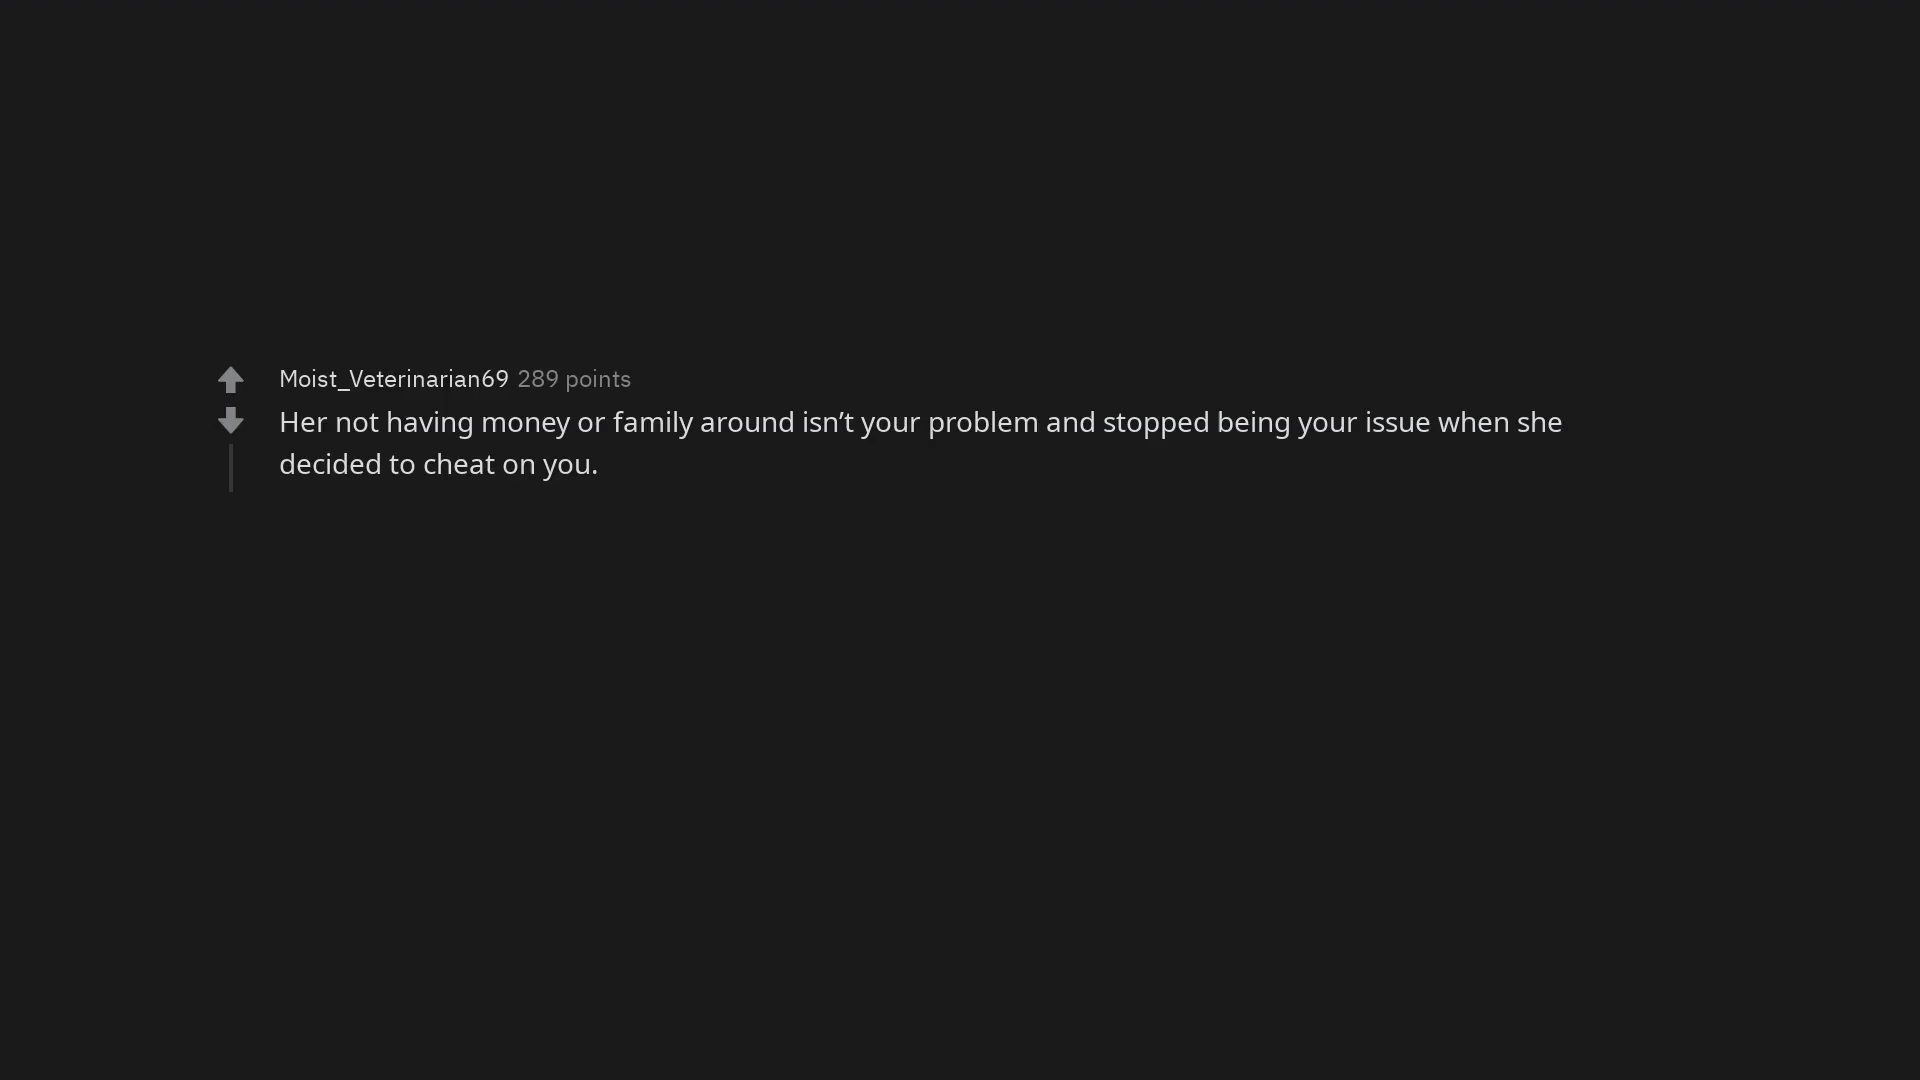 Moist_Veterinarian69 289 points
Her not having money or family around isn’t your problem and stopped being your issue when she
decided to cheat on you.